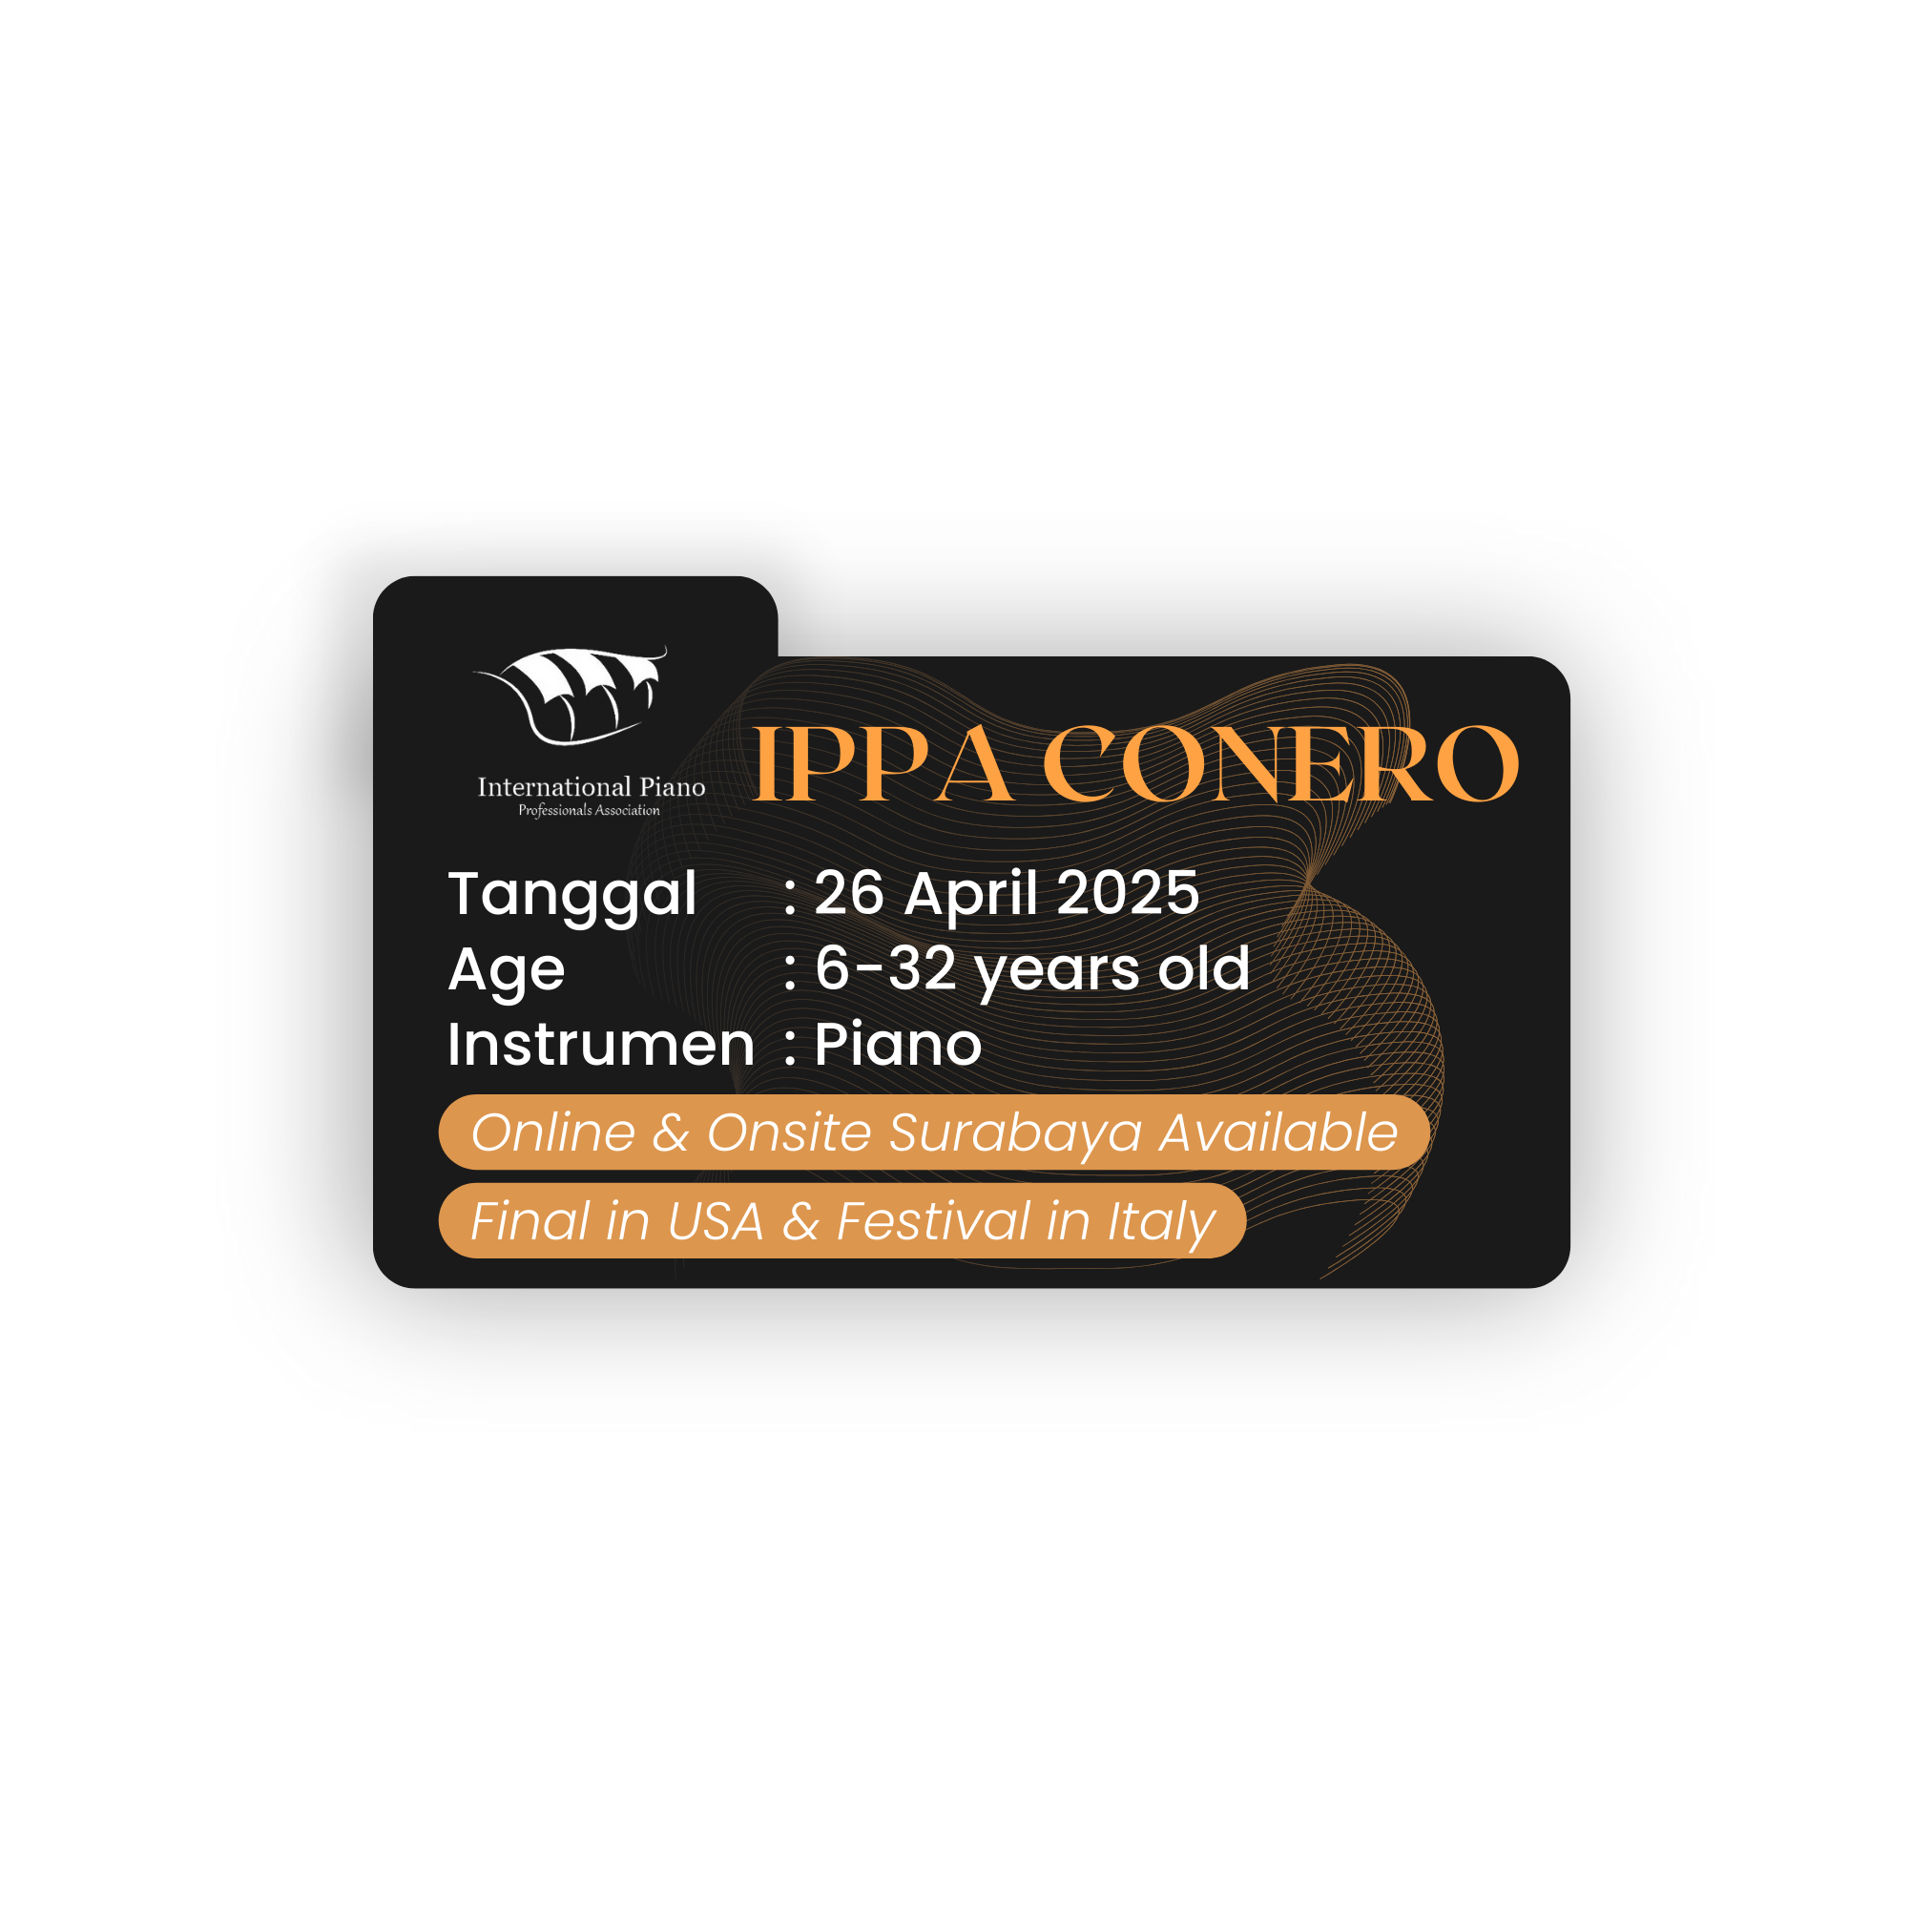 International Piano
Professionals Association
IPPA CONERO
Tanggal : 26 April 2025
Age : 6-32 years old
Instrumen : Piano
Online & Onsite Surabaya Available
Final in USA & Festival in Italy